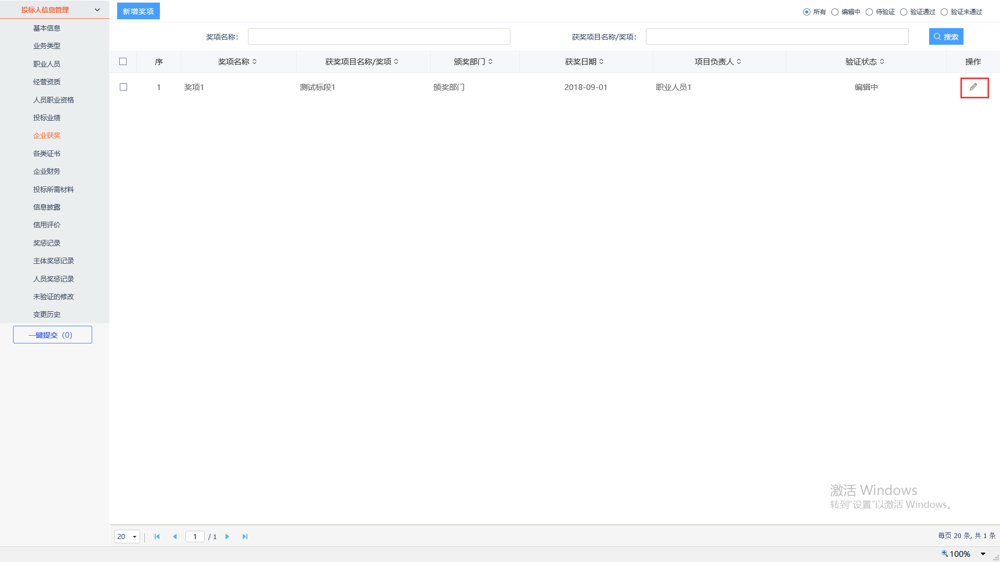 投标人信息管理
基本信息
业务类型
职业人员
经营资质
人员职业资格
投标业绩
企业获奖
各类证书
企业财务
投标所需材料
信息披露
信用评价
奖惩记录
主体奖惩记录
人员奖惩记录
未验证的修改
变更历史
一键提交（0）
新增奖项
所有 编辑中 待验证 验证通过 验证未通过
奖项名称： 获奖项目名称/奖项： 搜索
序 奖项名称 获奖项目名称/奖项 颁奖部门 获奖日期 项目负责人 验证状态 操作
1 奖项1 测试标段1 颁奖部门 2018-09-01 职业人员1 编辑中
激活 Windows
转到“设置”以激活 Windows。
20 1 / 1 每页 20 条, 共 1 条
100%